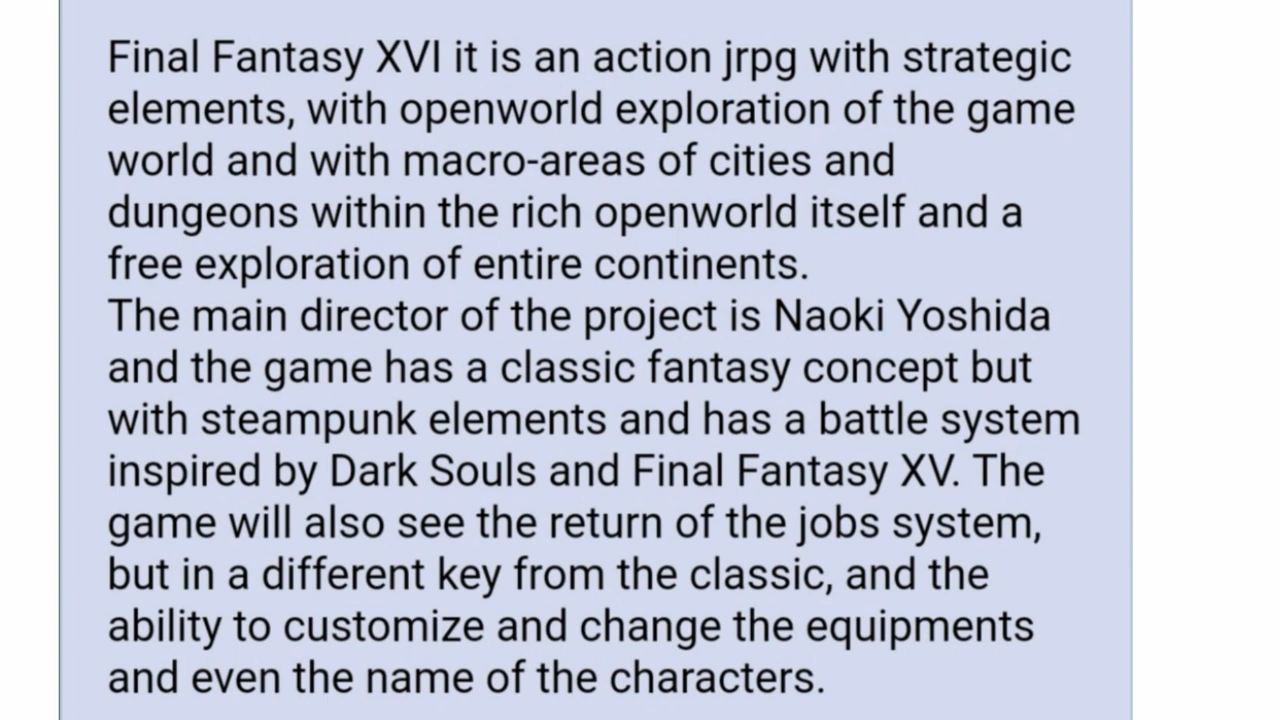 Final Fantasy XVI it is an action jrpg with strategic
elements, with openworld exploration of the game
world and with macro-areas of cities and
dungeons within the rich openworld itself and a
free exploration of entire continents.
The main director of the project is Naoki Yoshida
and the game has a classic fantasy concept but
with steampunk elements and has a battle system
inspired by Dark Souls and Final Fantasy XV. The
game will also see the return of the jobs system,
but in a different key from the classic, and the
ability to customize and change the equipments
and even the name of the characters.